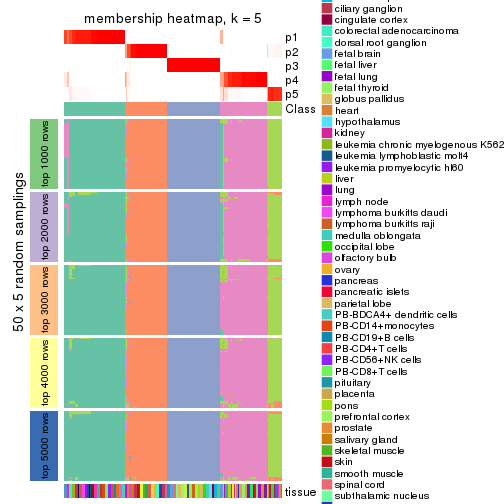 membership heatmap, k = 5
p1
p2
p3
p4
p5
Class
50 x 5 random samplings
top 1000 rows
top 2000 rows
top 3000 rows
top 4000 rows
top 5000 rows
tissue
ciliary ganglion
cingulate cortex
colorectal adenocarcinoma
dorsal root ganglion
fetal brain
fetal liver
fetal lung
fetal thyroid
globus pallidus
heart
hypothalamus
kidney
leukemia chronic myelogenous K562
leukemia lymphoblastic molt4
leukemia promyelocytic hl60
liver
lung
lymph node
lymphoma burkitts daudi
lymphoma burkitts raji
medulla oblongata
occipital lobe
olfactory bulb
ovary
pancreas
pancreatic islets
parietal lobe
PB-BDCA4+ dendritic cells
PB-CD14+monocytes
PB-CD19+B cells
PB-CD4+T cells
PB-CD56+NK cells
PB-CD8+T cells
pituitary
placenta
pons
prefrontal cortex
prostate
salivary gland
skeletal muscle
skin
smooth muscle
spinal cord
subthalamic nucleus